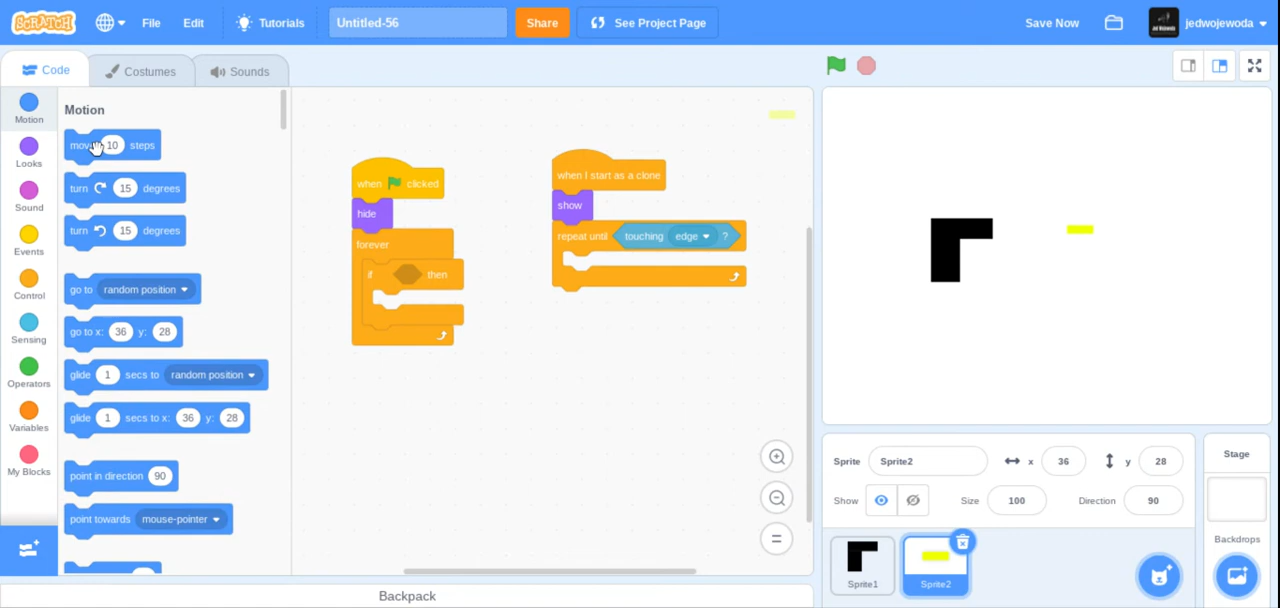 SCRATCH File Edit Tutorials Untitled-56 Share See Project Page Save Now jedwojewoda
Code Costumes Sounds
Motion
Looks
Sound
Events
Control
Sensing
Operators
Variables
My Blocks
Motion
move 10 steps
turn 15 degrees
turn 15 degrees
go to random position
go to x: 36 y: 28
glide 1 secs to random position
glide 1 secs to x: 36 y: 28
point in direction 90
point towards mouse-pointer
when clicked
hide
forever
if then
when I start as a clone
show
repeat until touching edge ?
Sprite Sprite2 x 36 y 28
Show Size 100 Direction 90
Sprite1
Sprite2
Stage
Backdrops
Backpack